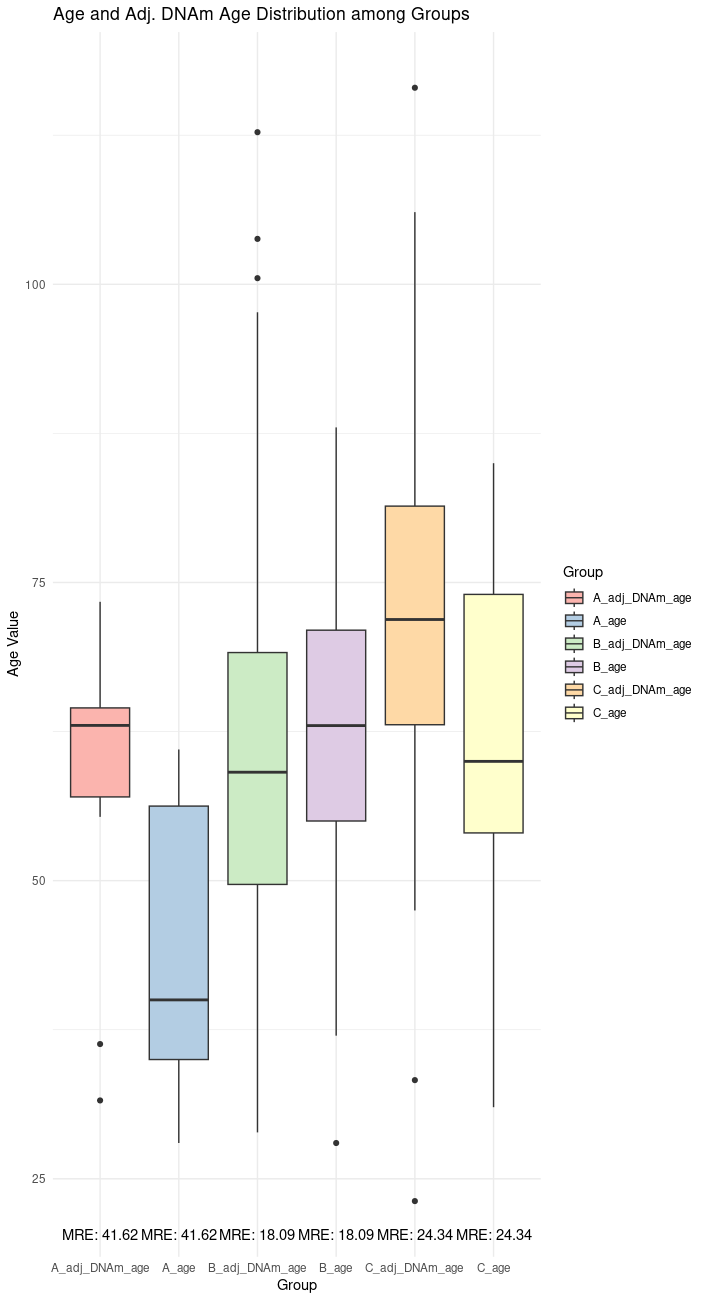 Age and Adj. DNAm Age Distribution among Groups
100
75
50
25
Age Value
Group
A_adj_DNAm_age
A_age
B_adj_DNAm_age
B_age
C_adj_DNAm_age
C_age
MRE: 41.62 MRE: 41.62 MRE: 18.09 MRE: 18.09 MRE: 24.34 MRE: 24.34
A_adj_DNAm_age A_age B_adj_DNAm_age B_age C_adj_DNAm_age C_age
Group